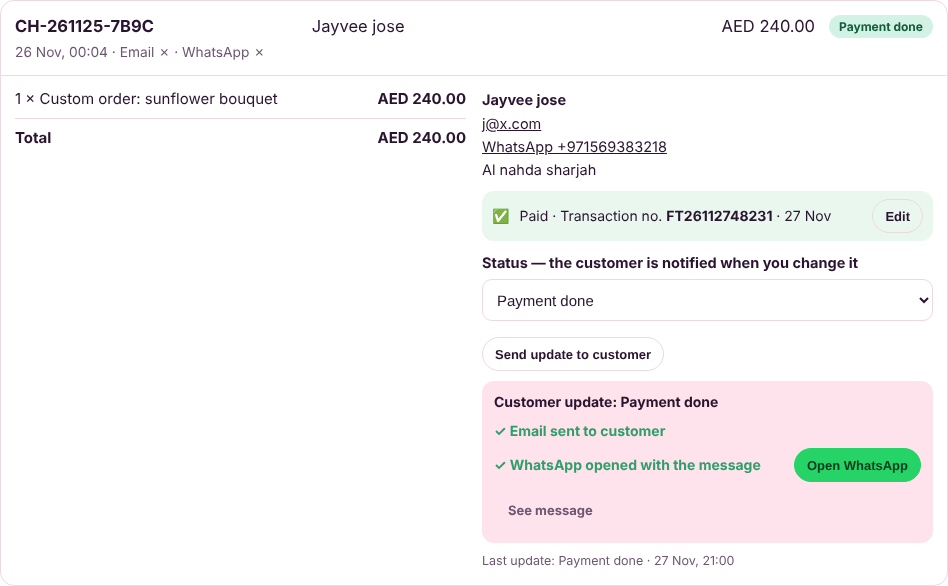 CH-261125-7B9C Jayvee jose AED 240.00 Payment done
26 Nov, 00:04 · Email × · WhatsApp ×
1 × Custom order: sunflower bouquet AED 240.00
Total AED 240.00
Jayvee jose
j@x.com
WhatsApp +971569383218
Al nahda sharjah
✅ Paid · Transaction no. FT26112748231 · 27 Nov Edit
Status — the customer is notified when you change it
Payment done
Send update to customer
Customer update: Payment done
✓ Email sent to customer
✓ WhatsApp opened with the message Open WhatsApp
See message
Last update: Payment done · 27 Nov, 21:00